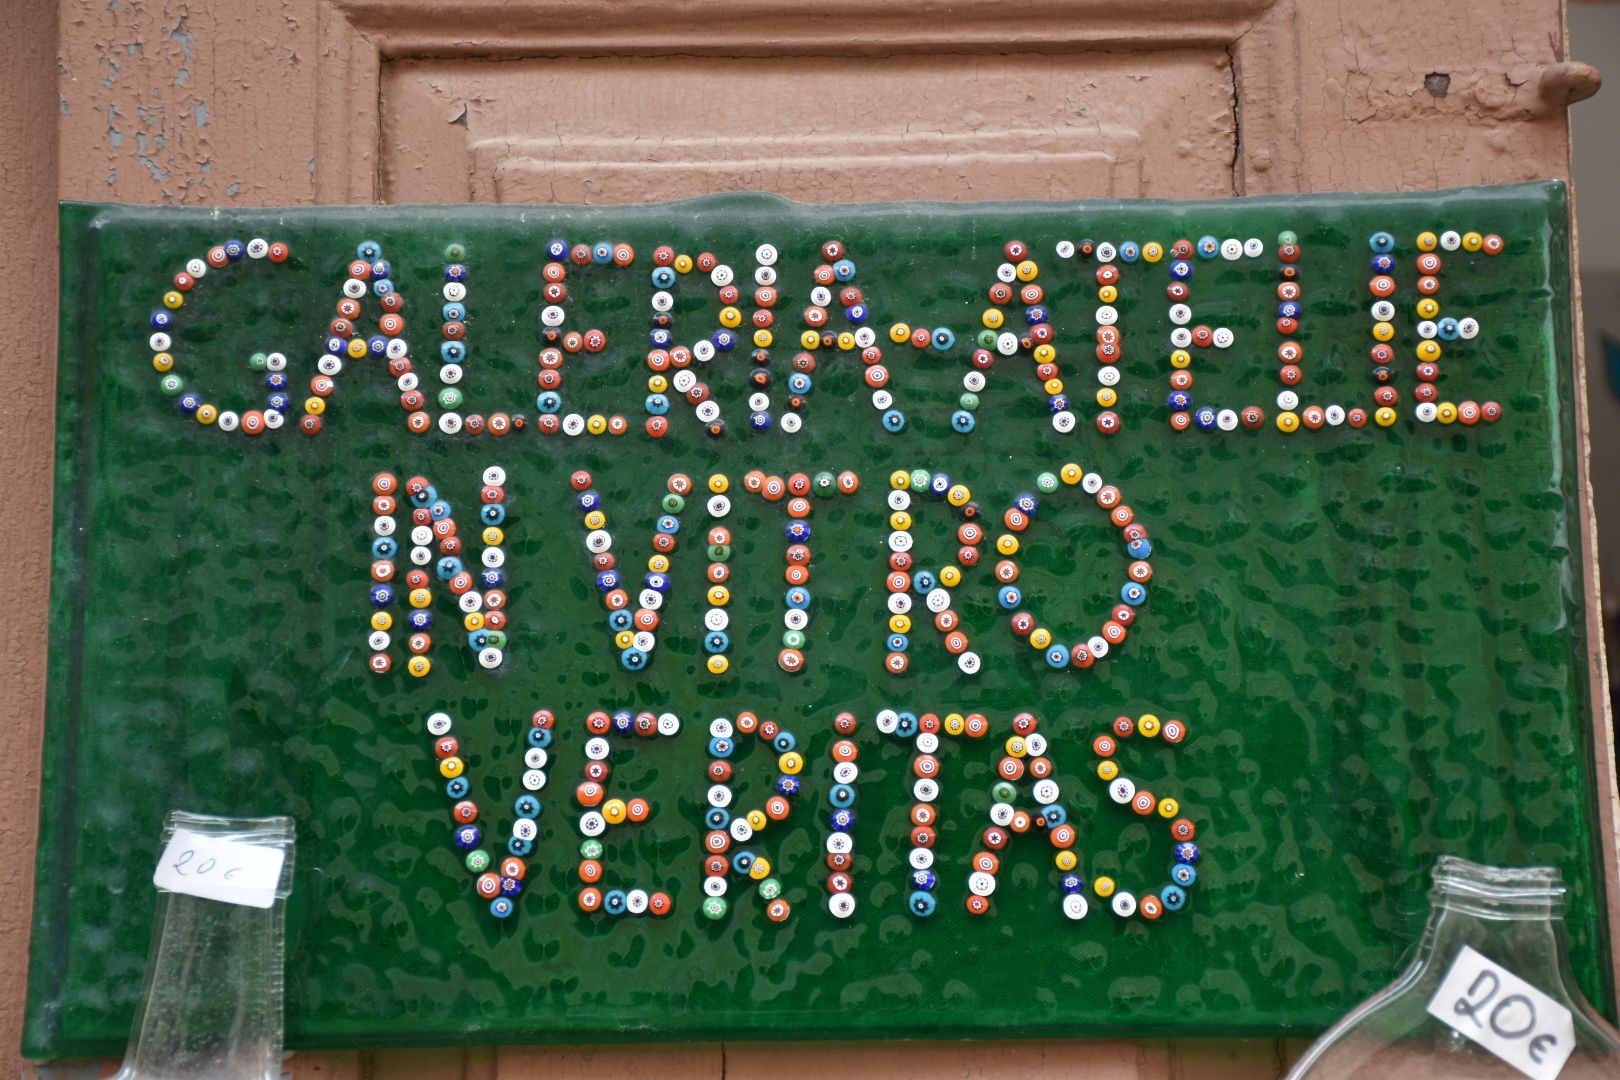 GALERIA-ATELIE
IN VITRO
VERITAS
20€
20€